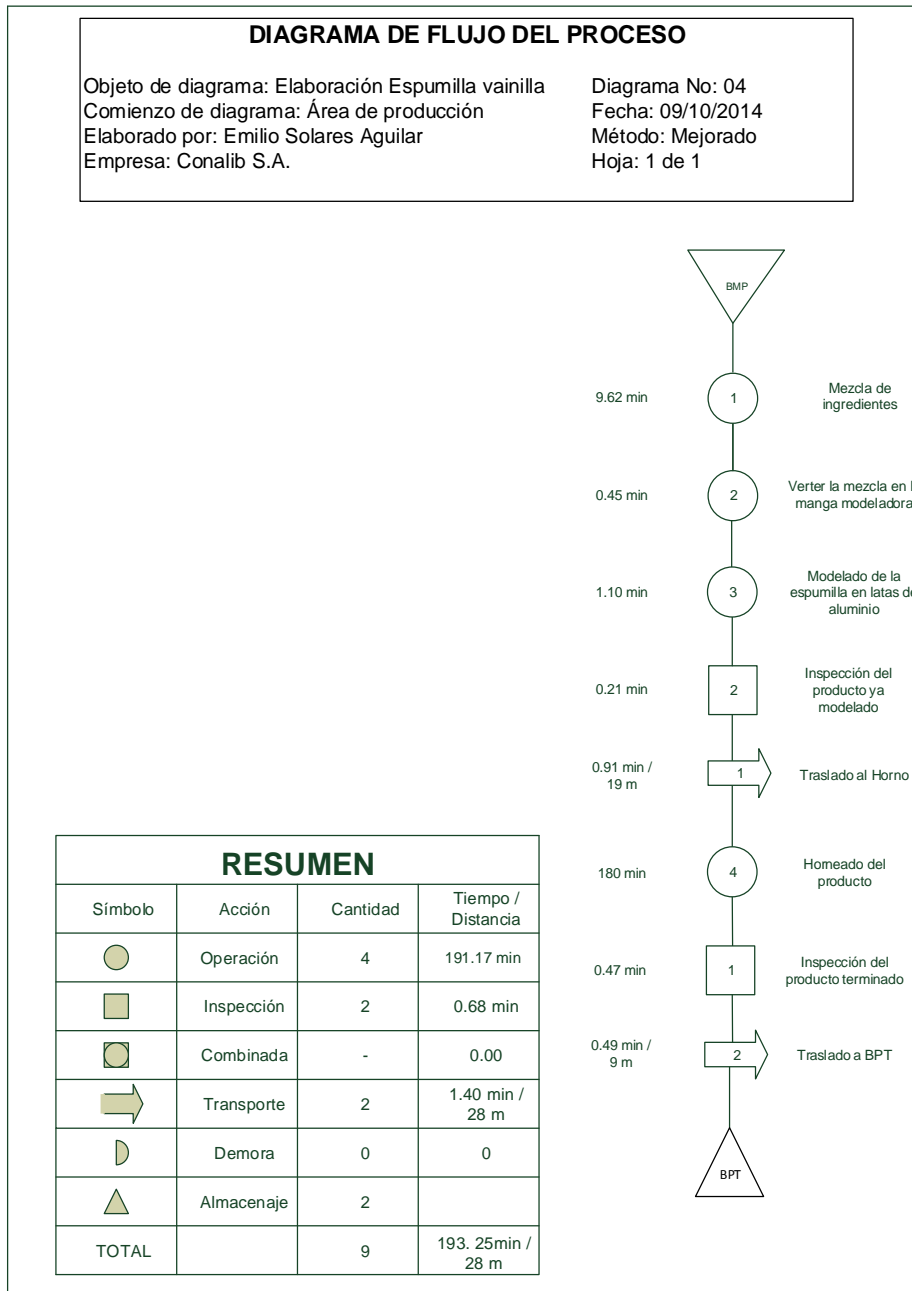 DIAGRAMA DE FLUJO DEL PROCESO
Objeto de diagrama: Elaboración Espumilla vainilla
Comienzo de diagrama: Área de producción
Elaborado por: Emilio Solares Aguilar
Empresa: Conalib S.A.
Diagrama No: 04
Fecha: 09/10/2014
Método: Mejorado
Hoja: 1 de 1
BMP
9.62 min
1
Mezcla de
ingredientes
0.45 min
2
Verter la mezcla en
manga modeladora
1.10 min
3
Modelado de la
espumilla en latas
aluminio
0.21 min
2
Inspección del
producto ya
modelado
0.91 min /
19 m
1
Traslado al Horno
180 min
4
Horneado del
producto
0.47 min
1
Inspección del
producto terminado
0.49 min /
9 m
2
Traslado a BPT
BPT
RESUMEN
Símbolo
Acción
Cantidad
Tiempo /
Distancia
Operación
4
191.17 min
Inspección
2
0.68 min
Combinada
-
0.00
Transporte
2
1.40 min /
28 m
Demora
0
0
Almacenaje
2
TOTAL
9
193. 25min /
28 m